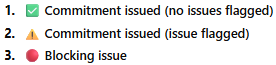 1. ✅ Commitment issued (no issues flagged)
2. ⚠️ Commitment issued (issue flagged)
3. 🔴 Blocking issue